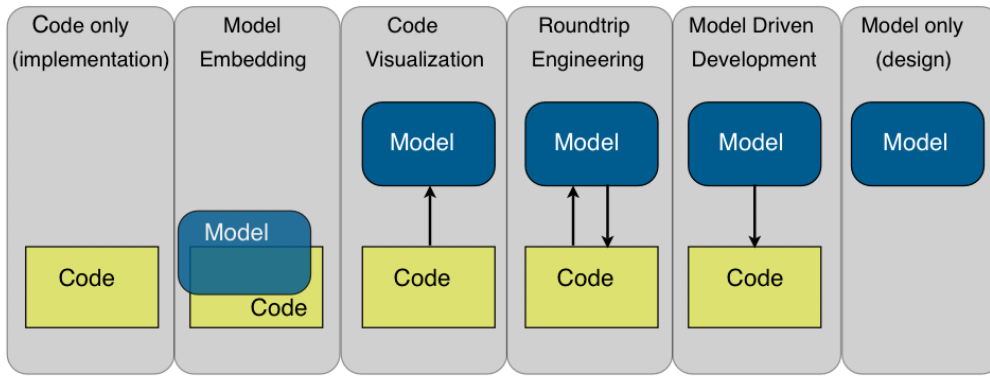 Code only
(implementation)
Model
Embedding
Code
Visualization
Roundtrip
Engineering
Model Driven
Development
Model only
(design)
Model
Model
Model
Model
Model
Code
Code
Code
Code
Code